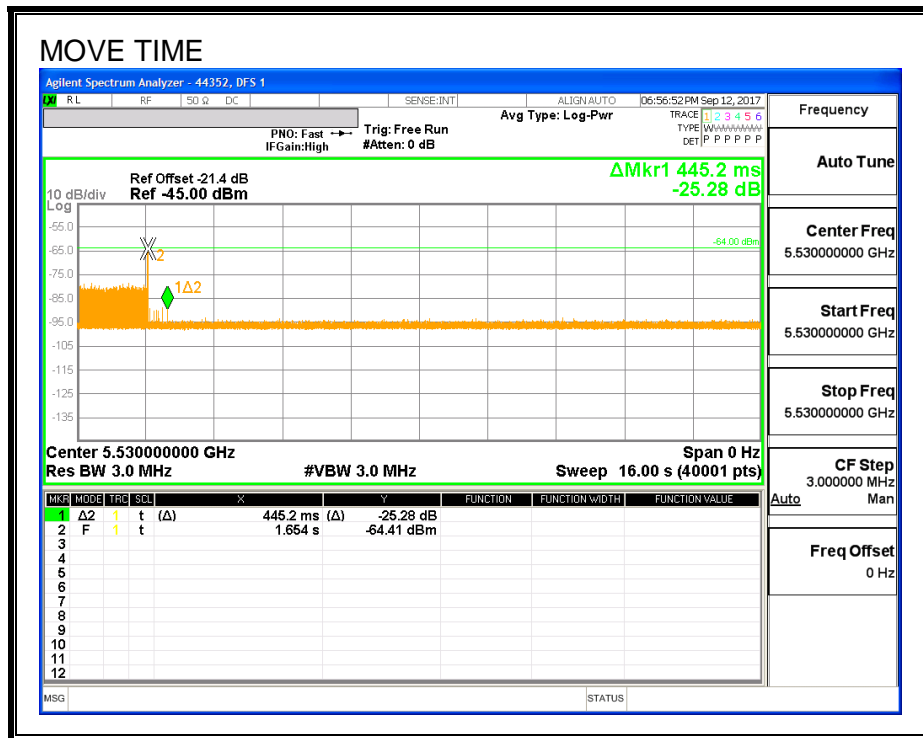 MOVE TIME
Agilent Spectrum Analyzer - 44352, DFS 1
LXI RL RF 50 Ω DC SENSE:INT ALIGN AUTO 06:56:52 PM Sep 12, 2017
Frequency
PNO: Fast
IFGain:High
Trig: Free Run
#Atten: 0 dB
Avg Type: Log-Pwr
TRACE 1 2 3 4 5 6
TYPE WWWWWW
DET P P P P P P
Auto Tune
ΔMkr1 445.2 ms
-25.28 dB
Ref Offset -21.4 dB
10 dB/div Ref -45.00 dBm
Log
-55.0
-65.0
-75.0
-85.0
-95.0
-105
-115
-125
-135
-64.00 dBm
2
1Δ2
Center Freq
5.530000000 GHz
Start Freq
5.530000000 GHz
Stop Freq
5.530000000 GHz
Center 5.530000000 GHz Span 0 Hz
Res BW 3.0 MHz #VBW 3.0 MHz Sweep 16.00 s (40001 pts)
CF Step
3.000000 MHz
Auto Man
MKR MODE TRC SCL X Y FUNCTION FUNCTION WIDTH FUNCTION VALUE
1 Δ2 1 t (Δ) 445.2 ms (Δ) -25.28 dB
2 F 1 t 1.654 s -64.41 dBm
3
4
5
6
7
8
9
10
11
12
Freq Offset
0 Hz
MSG STATUS